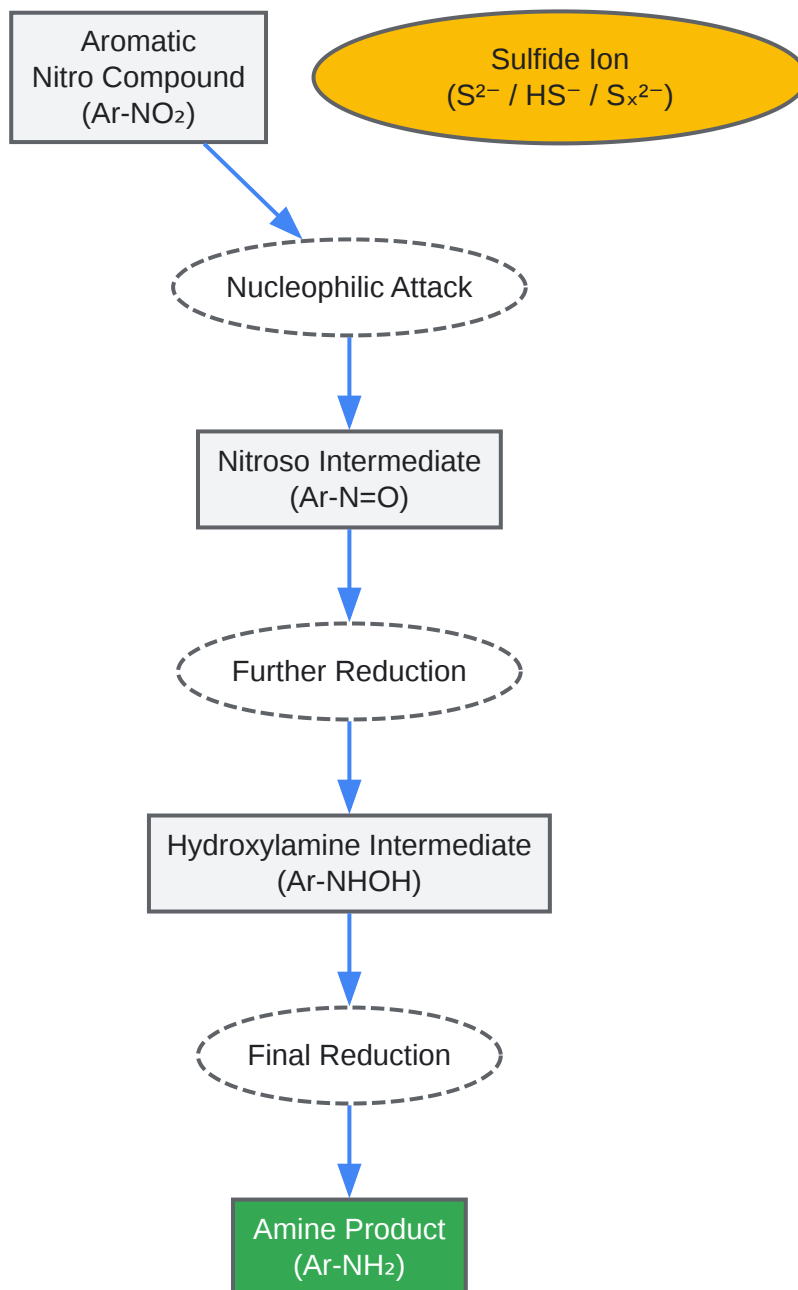 Aromatic
Nitro Compound
(Ar-NO₂)
Sulfide Ion
(S²⁻ / HS⁻ / Sₓ²⁻)
Nucleophilic Attack
Nitroso Intermediate
(Ar-N=O)
Further Reduction
Hydroxylamine Intermediate
(Ar-NHOH)
Final Reduction
Amine Product
(Ar-NH₂)